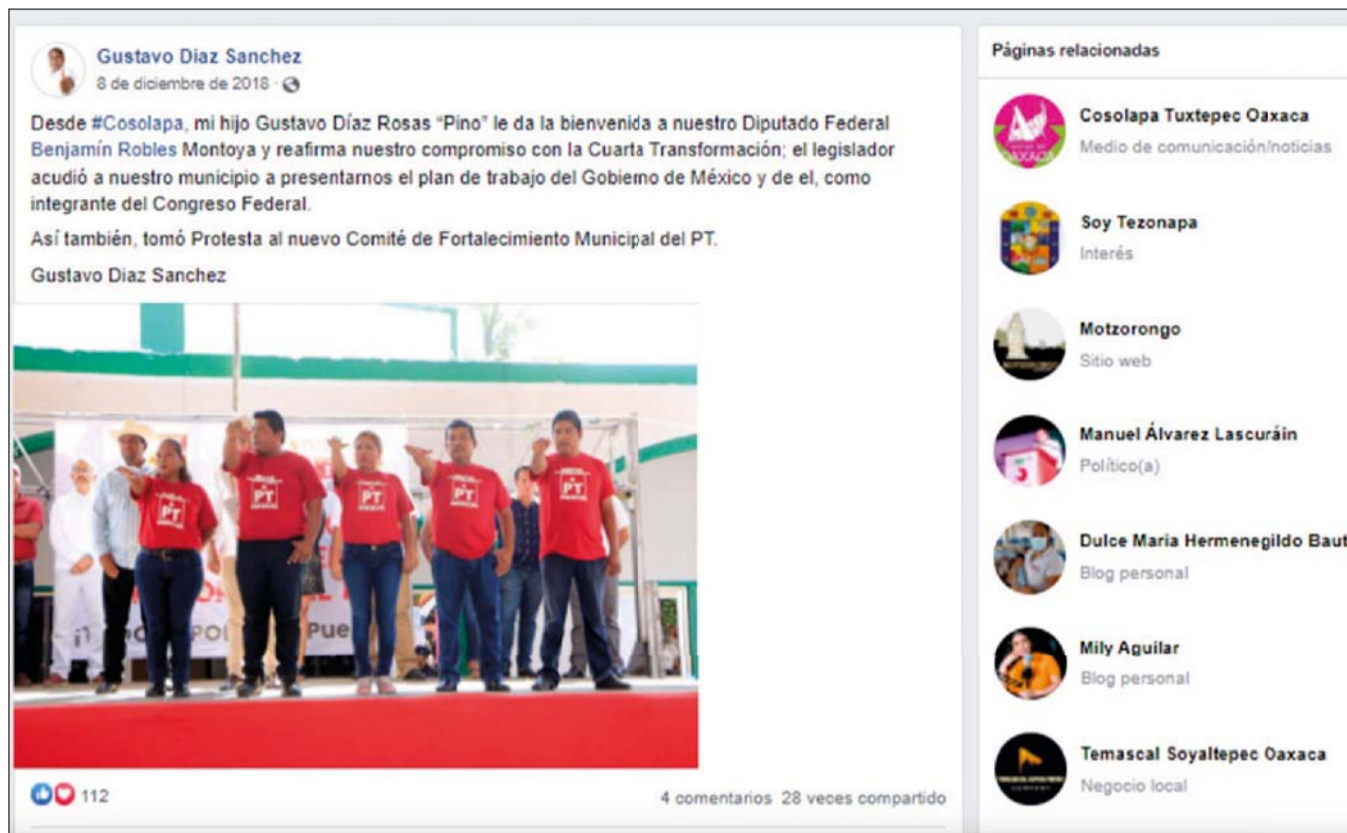 Gustavo Diaz Sanchez
8 de diciembre de 2018 ·
Desde #Cosolapa, mi hijo Gustavo Díaz Rosas “Pino” le da la bienvenida a nuestro Diputado Federal
Benjamín Robles Montoya y reafirma nuestro compromiso con la Cuarta Transformación; el legislador
acudió a nuestro municipio a presentarnos el plan de trabajo del Gobierno de México y de el, como
integrante del Congreso Federal.
Así también, tomó Protesta al nuevo Comité de Fortalecimiento Municipal del PT.
Gustavo Diaz Sanchez
PT
PT
PT
PT
PT
Pue
112
4 comentarios 28 veces compartido
Páginas relacionadas
Cosolapa Tuxtepec Oaxaca
Medio de comunicación/noticias
Soy Tezonapa
Interés
Motzorongo
Sitio web
Manuel Álvarez Lascuráin
Político(a)
Dulce Maria Hermenegildo Baut
Blog personal
Mily Aguilar
Blog personal
Temascal Soyaltepec Oaxaca
Negocio local